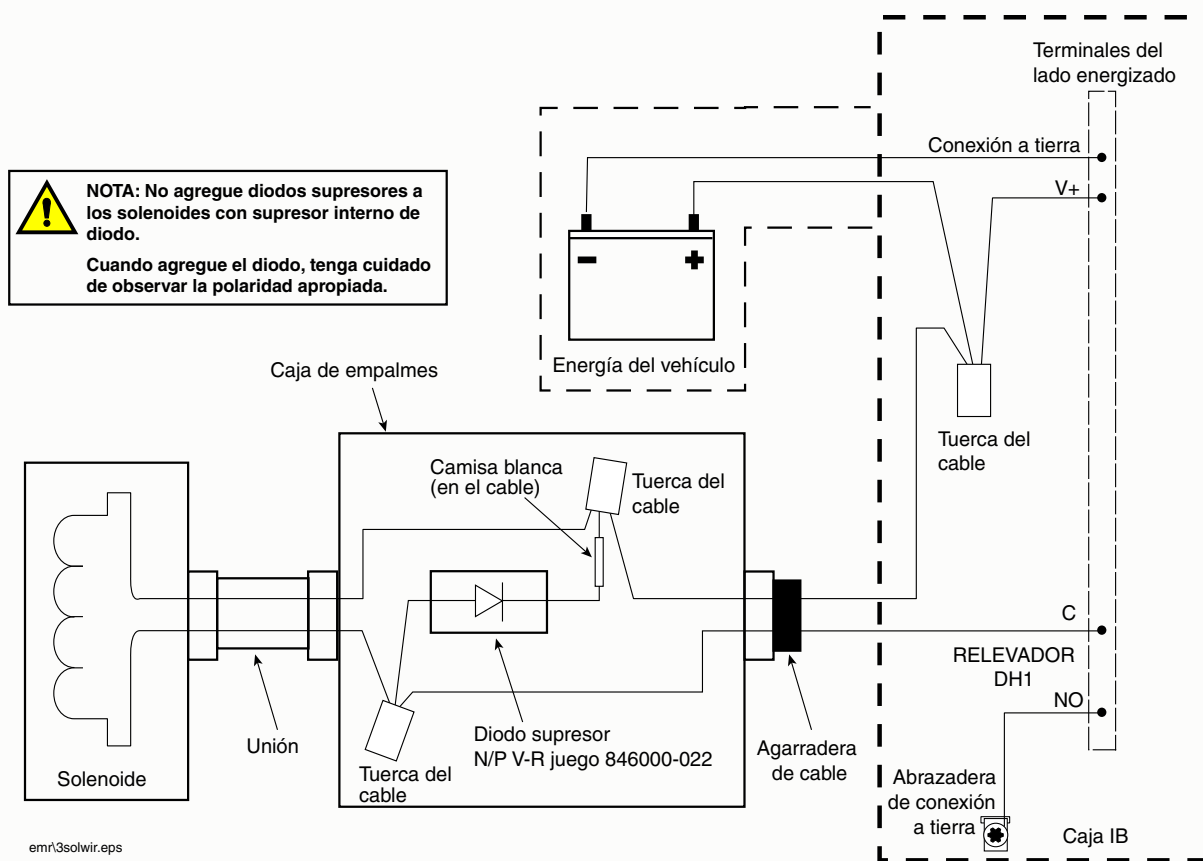 Terminales del
lado energizado
Conexión a tierra
V+
NOTA: No agregue diodos supresores a
los solenoides con supresor interno de
diodo.
Cuando agregue el diodo, tenga cuidado
de observar la polaridad apropiada.
Energía del vehículo
Caja de empalmes
Tuerca del
cable
Camisa blanca
(en el cable)
Tuerca del
cable
C
RELEVADOR
DH1
NO
Unión
Diodo supresor
N/P V-R juego 846000-022
Agarradera
de cable
Solenoide
Tuerca del
cable
Abrazadera
de conexión
a tierra
Caja IB
emr\3solwir.eps